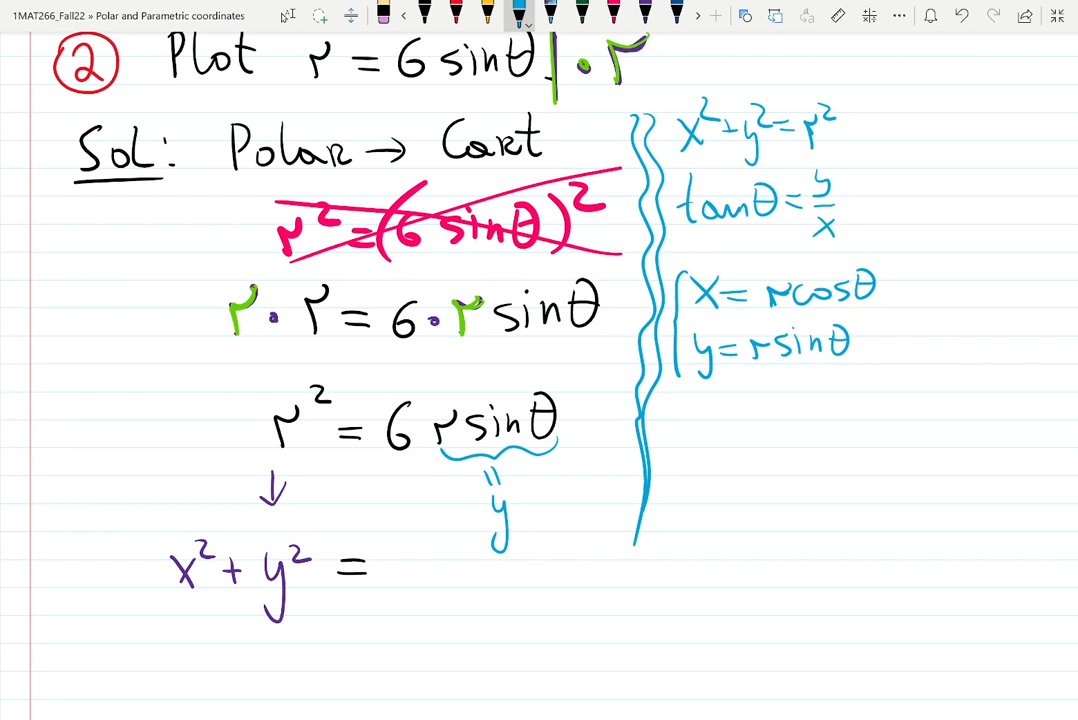 1MAT266_Fall22 » Polar and Parametric coordinates
② Plot r = 6 sinθ | · r
Sol: Polar → Cart
r² = (6 sinθ)²
r · r = 6 · r sinθ
r² = 6 r sinθ
= y
x² + y² =
x² + y² = r²
tanθ = y/x
x = r cosθ
y = r sinθ